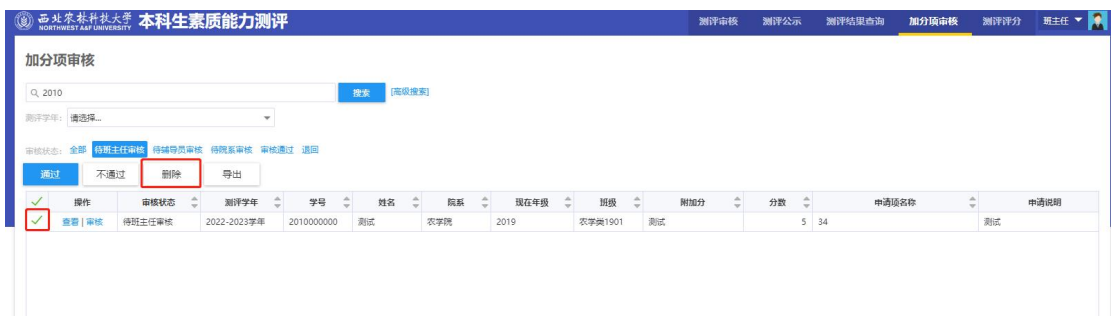 西北农林科技大学 本科生素质能力测评 测评审核 测评公示 测评结果查询 加分项审核 测评评分 班主任
NORTHWEST A&F UNIVERSITY
加分项审核
2010 搜索 [高级搜索]
测评学年: 请选择...
审核状态: 全部 待班主任审核 待辅导员审核 待院系审核 审核通过 退回
通过 不通过 删除 导出
操作 审核状态 测评学年 学号 姓名 院系 现在年级 班级 附加分 分数 申请项名称 申请说明
查看 | 审核 待班主任审核 2022-2023学年 2010000000 测试 农学院 2019 农学类1901 测试 5 34 测试